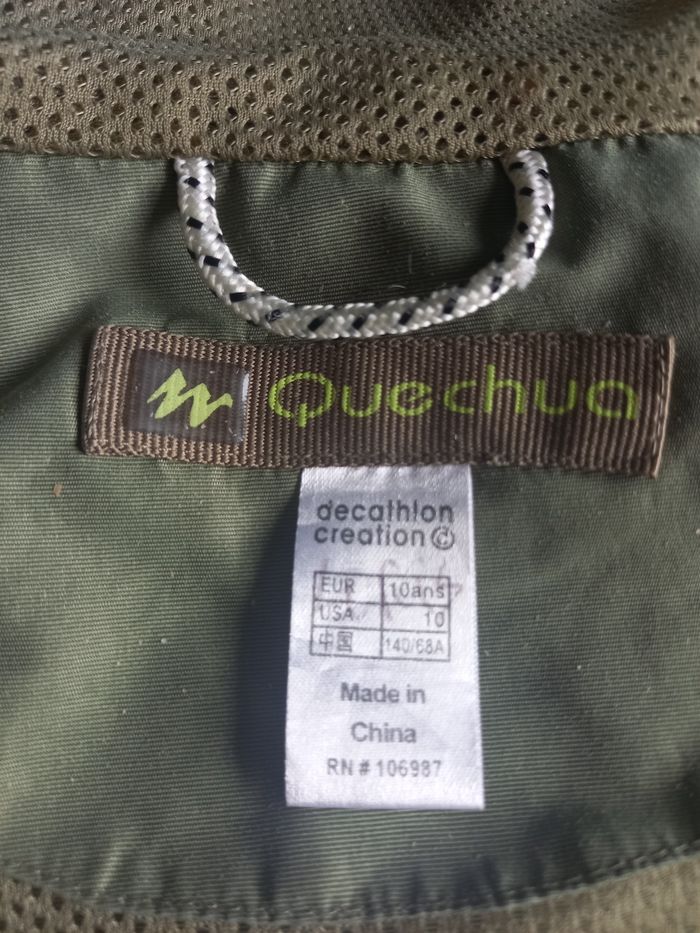 Quechua
decathlon
creation ©
EUR 10ans
USA 10
中国 140/68A
Made in
China
RN # 106987